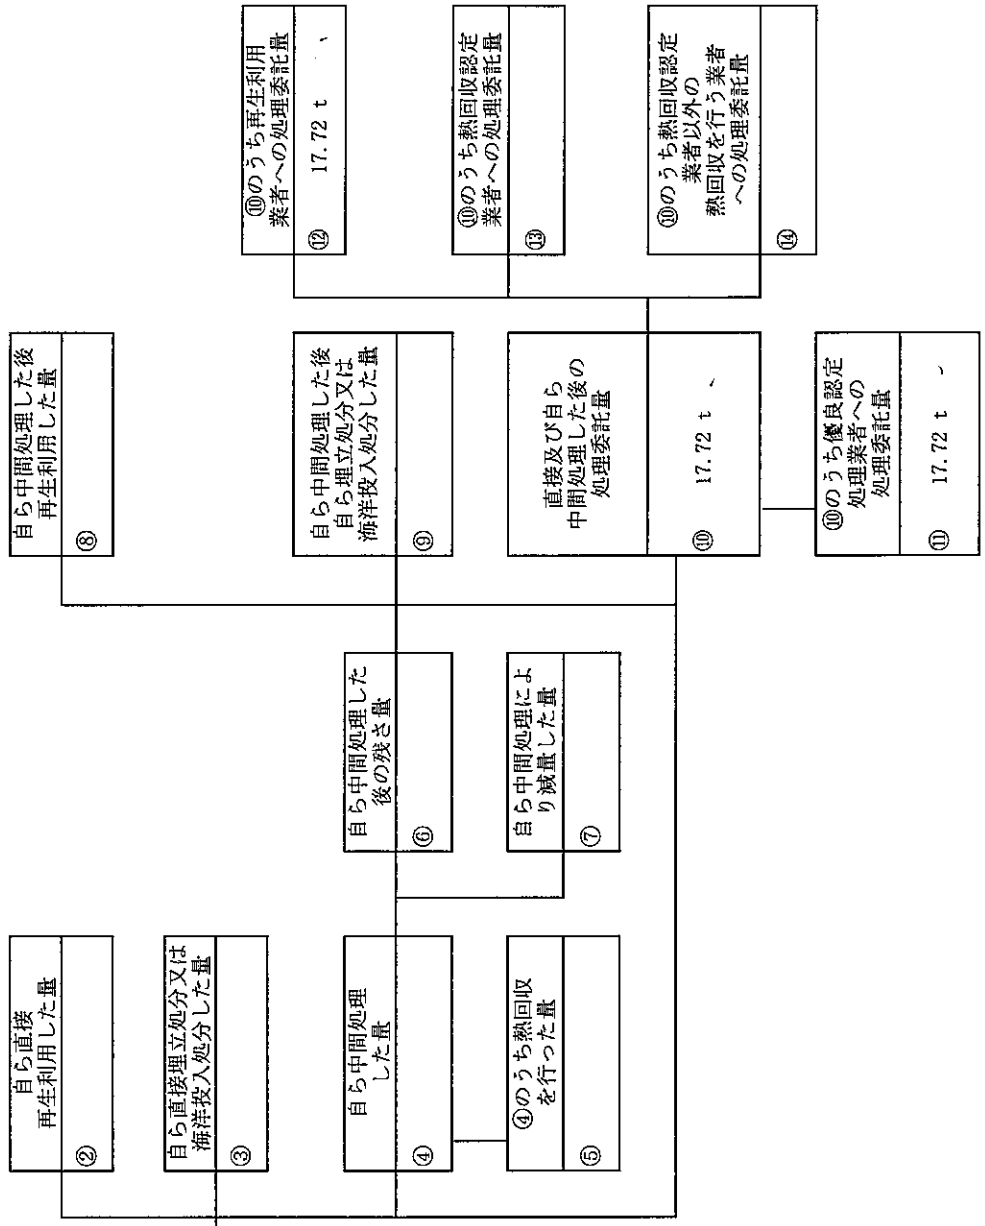 自ら直接
再生利用した量
②
自ら直接埋立処分又は
海洋投入処分した量
③
自ら中間処理
した量
④
④のうち熱回収
を行った量
⑤
自ら中間処理した
後の残さ量
⑥
自ら中間処理によ
り減量した量
⑦
自ら中間処理した後
再生利用した量
⑧
自ら中間処理した後
自ら埋立処分又は
海洋投入処分した量
⑨
直接及び自ら
中間処理した後の
処理委託量
⑩ 17.72 t
⑩のうち優良認定
処理業者への
処理委託量
⑪ 17.72 t
⑩のうち再生利用
業者への処理委託量
⑫ 17.72 t
⑩のうち熱回収認定
業者への処理委託量
⑬
⑩のうち熱回収認定
業者以外の
熱回収を行う業者
への処理委託量
⑭